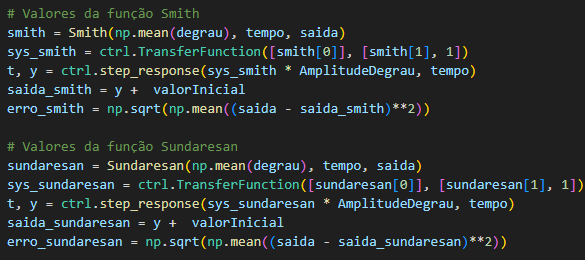 # Valores da função Smith
smith = Smith(np.mean(degrau), tempo, saida)
sys_smith = ctrl.TransferFunction([smith[0]], [smith[1], 1])
t, y = ctrl.step_response(sys_smith * AmplitudeDegrau, tempo)
saida_smith = y +  valorInicial
erro_smith = np.sqrt(np.mean((saida - saida_smith)**2))

# Valores da função Sundaresan
sundaresan = Sundaresan(np.mean(degrau), tempo, saida)
sys_sundaresan = ctrl.TransferFunction([sundaresan[0]], [sundaresan[1], 1])
t, y = ctrl.step_response(sys_sundaresan * AmplitudeDegrau, tempo)
saida_sundaresan = y +  valorInicial
erro_sundaresan = np.sqrt(np.mean((saida - saida_sundaresan)**2))